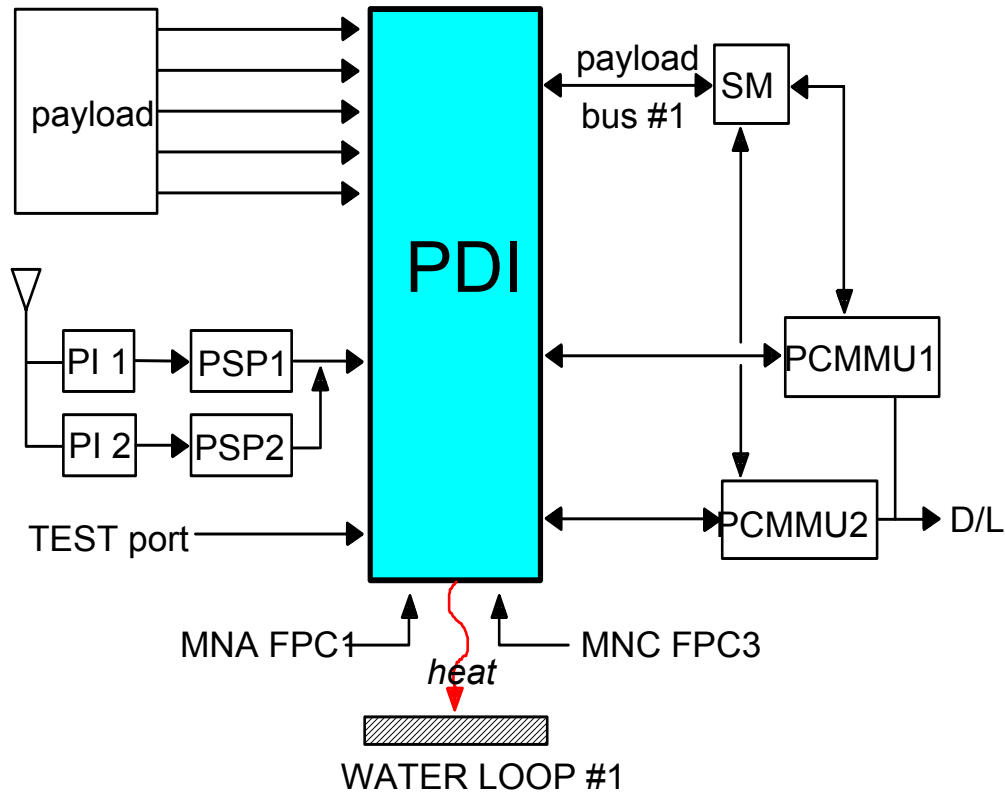 payload
payload
bus #1
SM
PDI
PI 1
PSP1
PCMMU1
PI 2
PSP2
PCMMU2
D/L
TEST port
MNA FPC1
MNC FPC3
heat
WATER LOOP #1